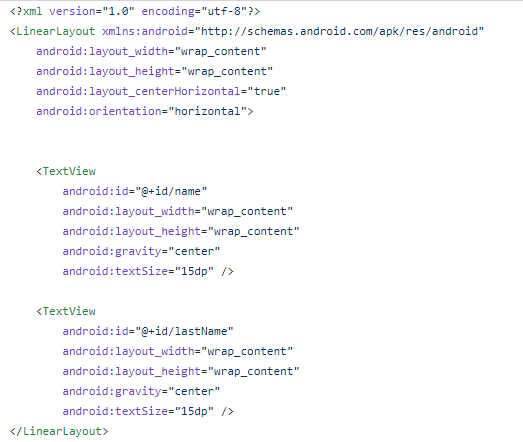 <?xml version="1.0" encoding="utf-8"?>
<LinearLayout xmlns:android="http://schemas.android.com/apk/res/android"
    android:layout_width="wrap_content"
    android:layout_height="wrap_content"
    android:layout_centerHorizontal="true"
    android:orientation="horizontal">
    <TextView
        android:id="@+id/name"
        android:layout_width="wrap_content"
        android:layout_height="wrap_content"
        android:gravity="center"
        android:textSize="15dp" />
    <TextView
        android:id="@+id/lastName"
        android:layout_width="wrap_content"
        android:layout_height="wrap_content"
        android:gravity="center"
        android:textSize="15dp" />
</LinearLayout>